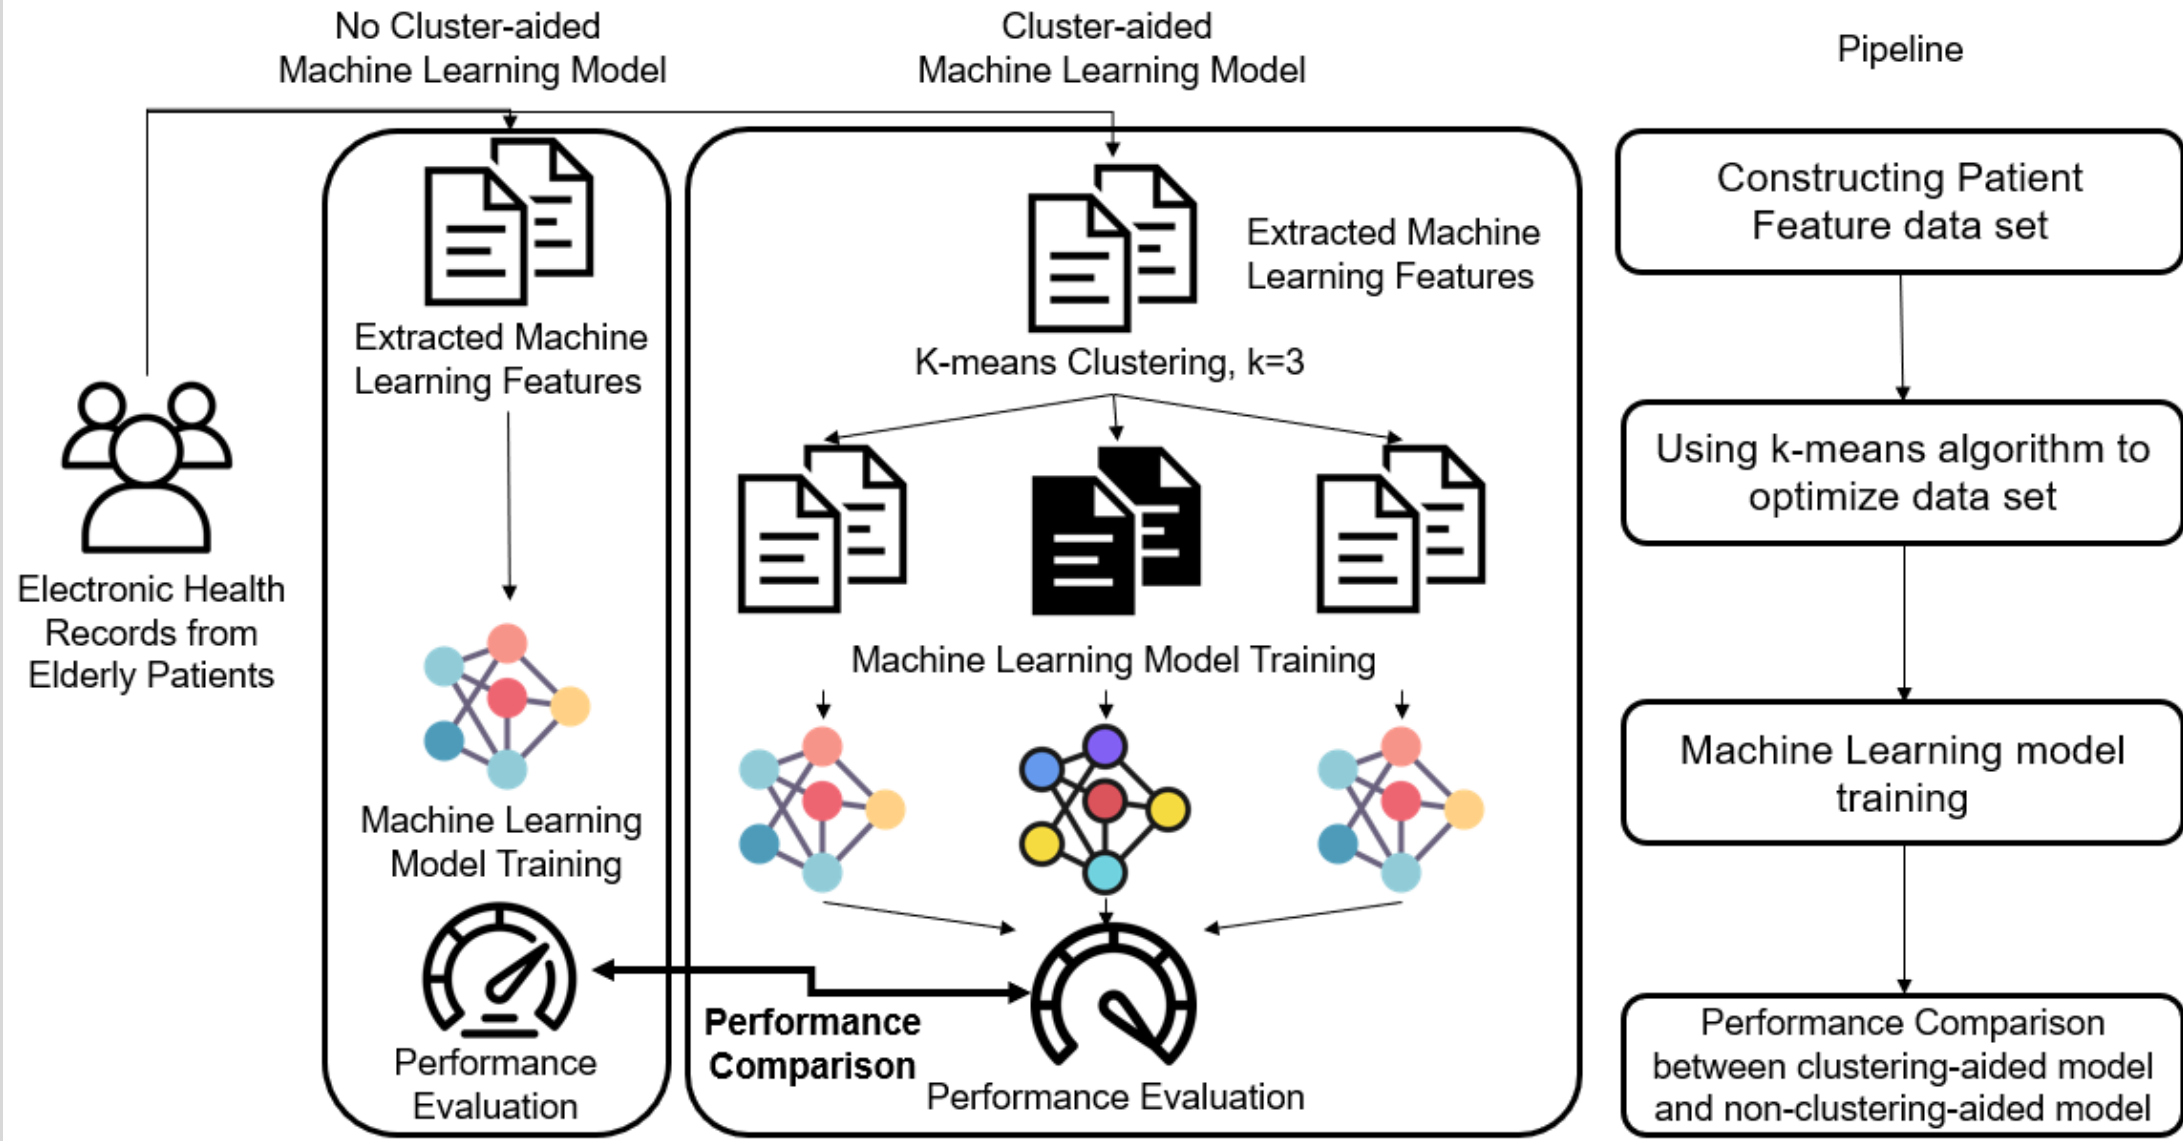 No Cluster-aided
Machine Learning Model
Cluster-aided
Machine Learning Model
Pipeline
Electronic Health
Records from
Elderly Patients
Extracted Machine
Learning Features
Machine Learning
Model Training
Performance
Evaluation
Extracted Machine
Learning Features
K-means Clustering, k=3
Machine Learning Model Training
Performance
Comparison
Performance Evaluation
Constructing Patient
Feature data set
Using k-means algorithm to
optimize data set
Machine Learning model
training
Performance Comparison
between clustering-aided model
and non-clustering-aided model